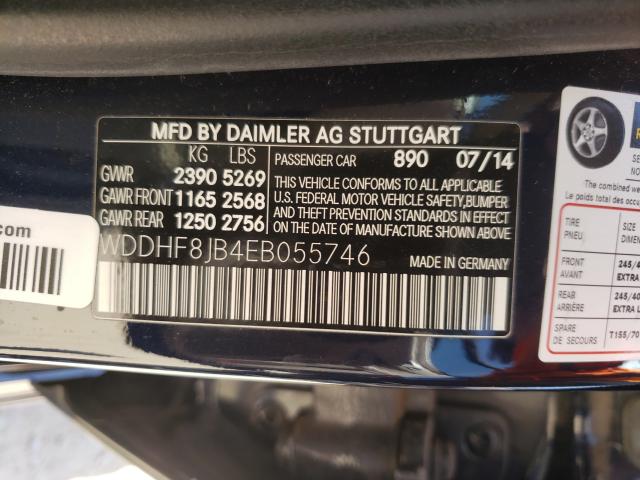 MFD BY DAIMLER AG STUTTGART
KG LBS
GVWR 2390 5269
GAWR FRONT 1165 2568
GAWR REAR 1250 2756
PASSENGER CAR 890 07/14
THIS VEHICLE CONFORMS TO ALL APPLICABLE
U.S. FEDERAL MOTOR VEHICLE SAFETY,BUMPER
AND THEFT PREVENTION STANDARDS IN EFFECT
ON THE DATE OF MANUFACTURE SHOWN ABOVE.
WDDHF8JB4EB055746
MADE IN GERMANY
.com
The combined
Le poids total des
TIRE
PNEU
FRONT
AVANT
245/4
EXTRA
REAR
ARRIÈRE
245/40
EXTRA L
SPARE
DE SECOURS
T155/70